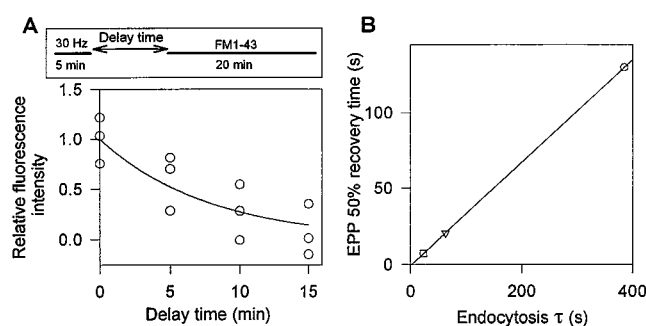 A
30 Hz
Delay time
FM1-43
5 min
20 min
Relative fluorescence
intensity
1.5
1.0
0.5
0.0
0
5
10
15
Delay time (min)
B
EPP 50% recovery time (s)
100
50
0
0
200
400
Endocytosis τ (s)